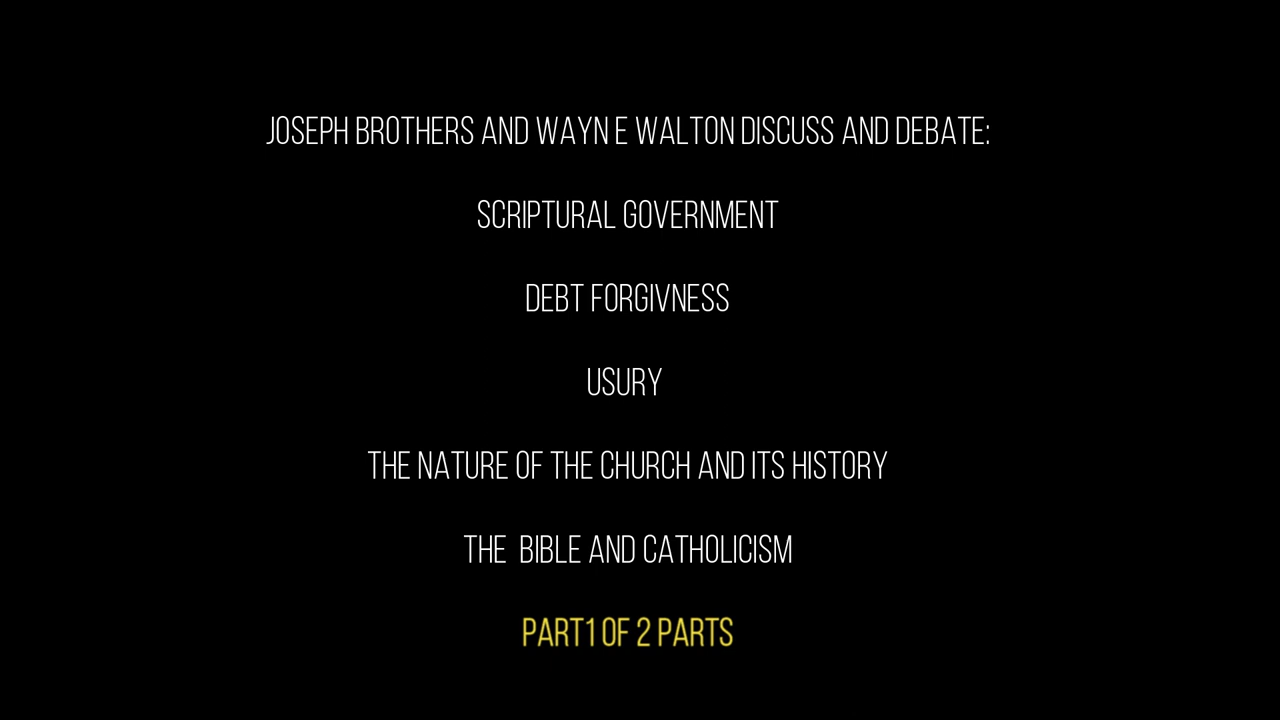 JOSEPH BROTHERS AND WAYN E WALTON DISCUSS AND DEBATE:
SCRIPTURAL GOVERNMENT
DEBT FORGIVNESS
USURY
THE NATURE OF THE CHURCH AND ITS HISTORY
THE BIBLE AND CATHOLICISM
PART1 OF 2 PARTS